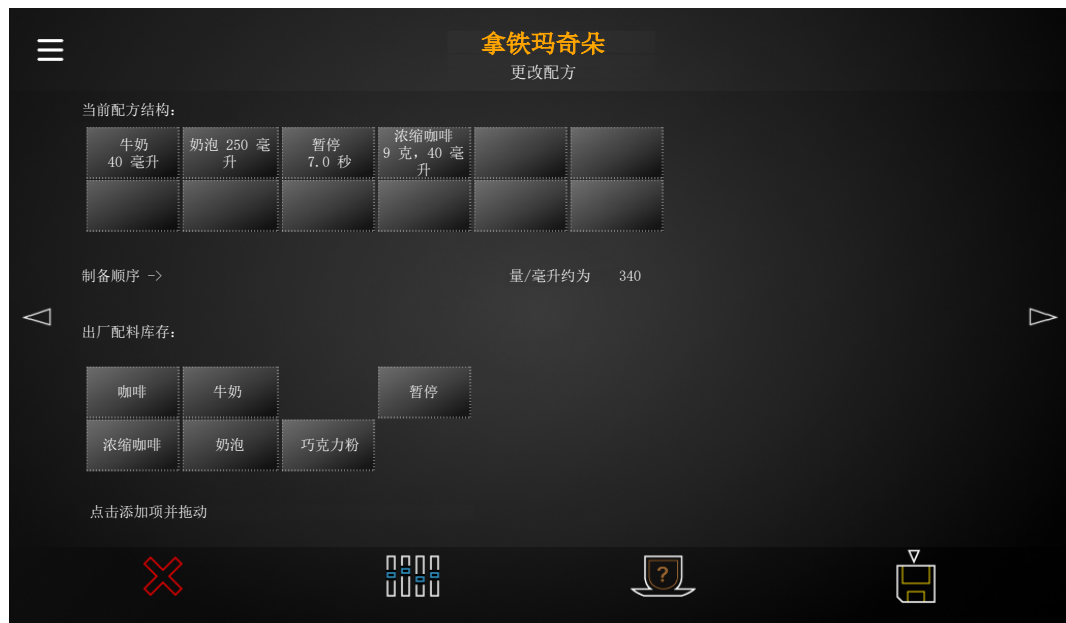 拿铁玛奇朵
更改配方
当前配方结构:
牛奶
40 毫升
奶泡 250 毫
升
暂停
7.0 秒
浓缩咖啡
9 克, 40 毫
升
制备顺序 ->
量/毫升约为 340
出厂配料库存:
咖啡
牛奶
暂停
浓缩咖啡
奶泡
巧克力粉
点击添加项并拖动
?